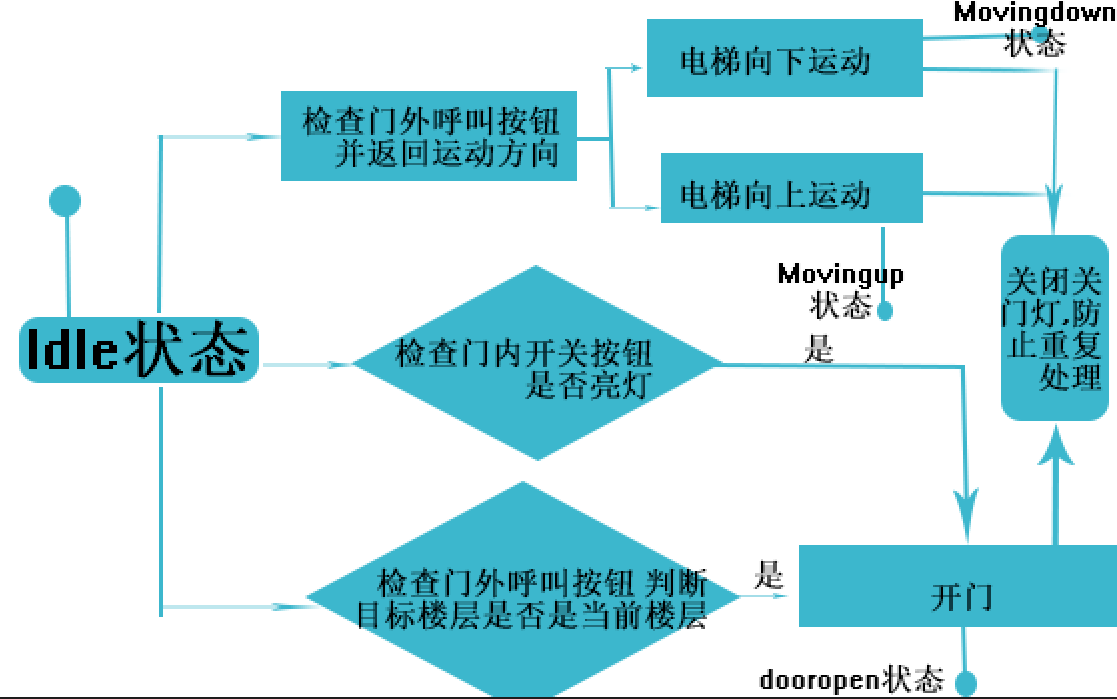 Movingdown
状态
电梯向下运动
检查门外呼叫按钮
并返回运动方向
电梯向上运动
Movingup
状态
关闭关
门灯,防
止重复
处理
Idle状态
是
检查门内开关按钮
是否亮灯
是
检查门外呼叫按钮 判断
目标楼层是否是当前楼层
开门
dooropen状态